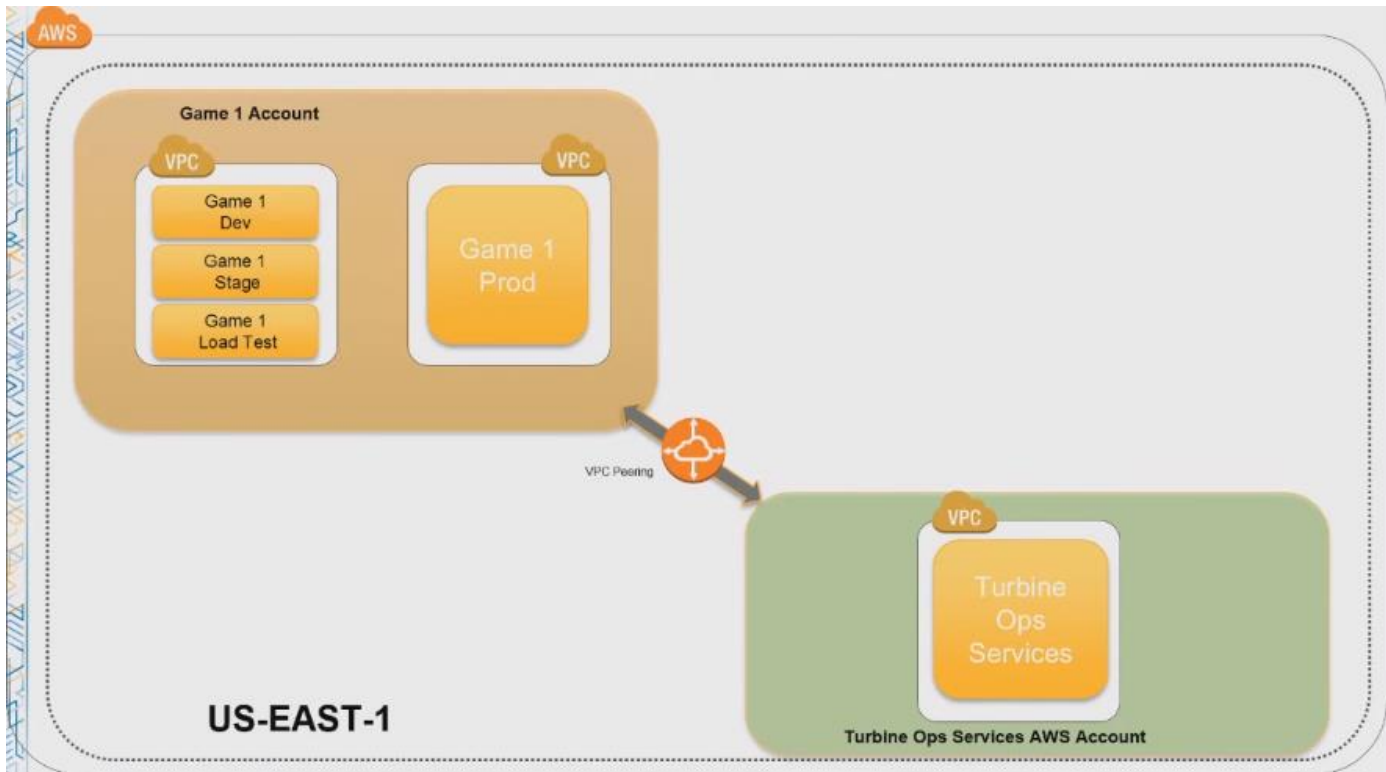 AWS
Game 1 Account
VPC
VPC
Game 1
Dev
Game 1
Stage
Game 1
Load Test
Game 1
Prod
VPC Peering
VPC
Turbine
Ops
Services
US-EAST-1
Turbine Ops Services AWS Account